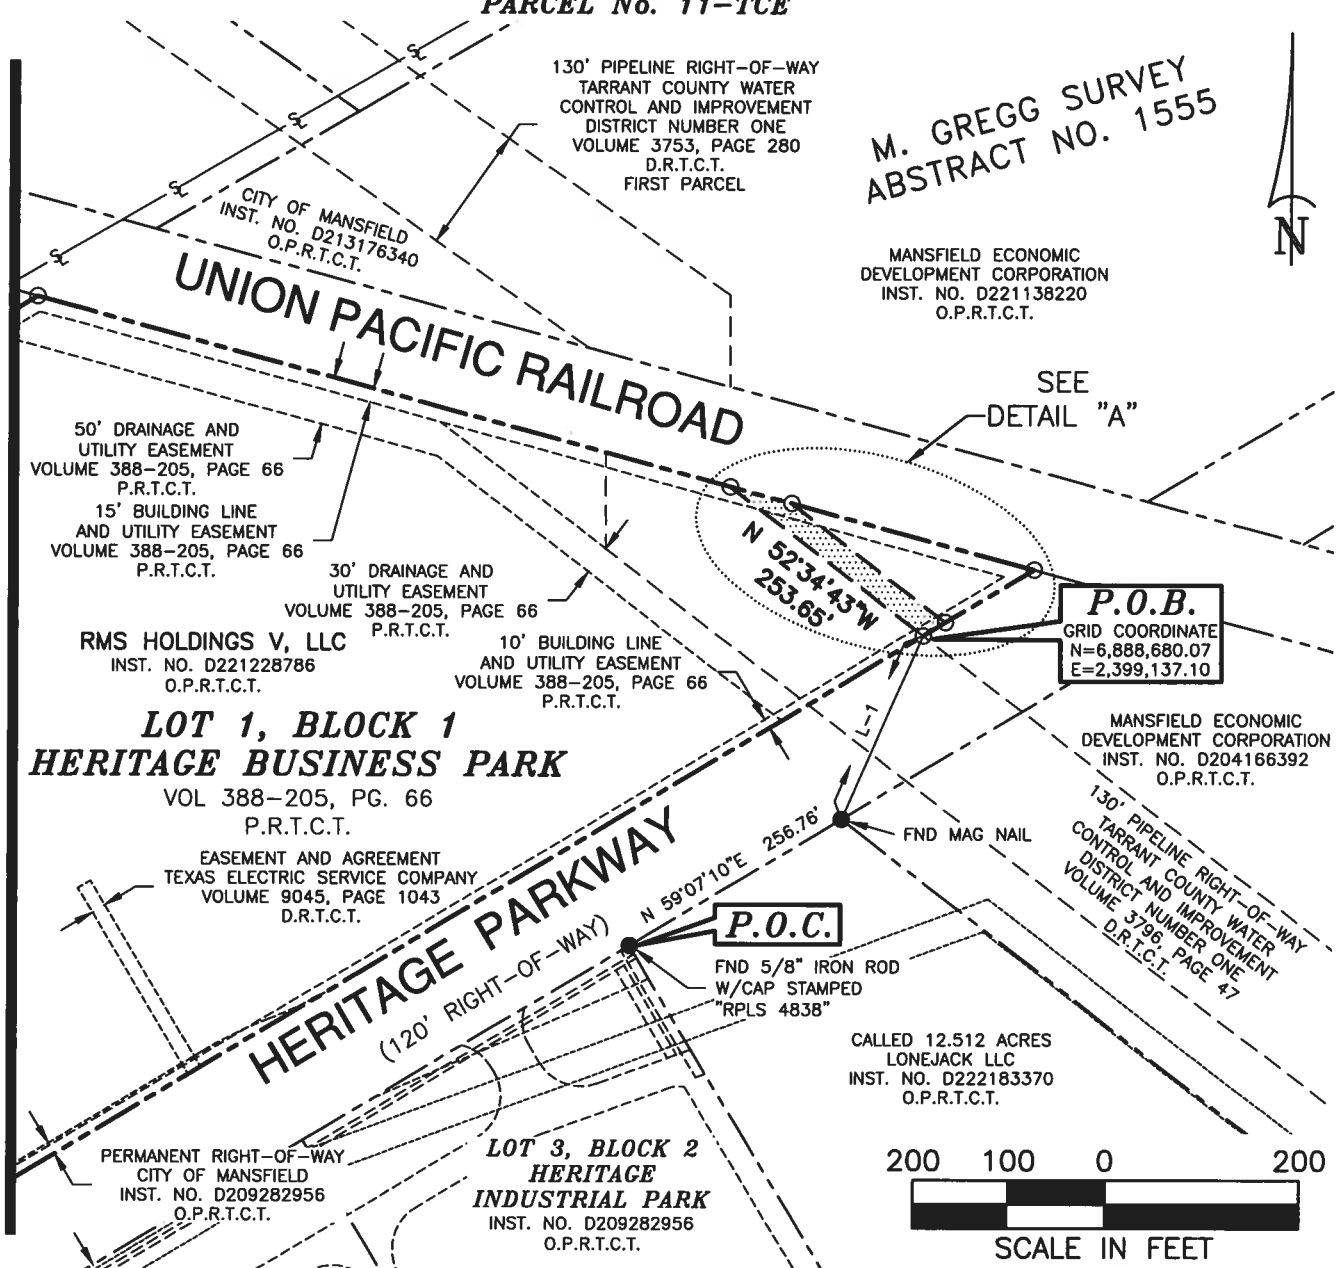 PARCEL No. 11-TCE
130' PIPELINE RIGHT-OF-WAY
TARRANT COUNTY WATER
CONTROL AND IMPROVEMENT
DISTRICT NUMBER ONE
VOLUME 3753, PAGE 280
D.R.T.C.T.
FIRST PARCEL
M. GREGG SURVEY
ABSTRACT NO. 1555
N
CITY OF MANSFIELD
INST. NO. D213176340
O.P.R.T.C.T.
UNION PACIFIC RAILROAD
MANSFIELD ECONOMIC
DEVELOPMENT CORPORATION
INST. NO. D221138220
O.P.R.T.C.T.
SEE
DETAIL "A"
50' DRAINAGE AND
UTILITY EASEMENT
VOLUME 388-205, PAGE 66
P.R.T.C.T.
15' BUILDING LINE
AND UTILITY EASEMENT
VOLUME 388-205, PAGE 66
P.R.T.C.T.
30' DRAINAGE AND
UTILITY EASEMENT
VOLUME 388-205, PAGE 66
P.R.T.C.T.
N 52°34'43"W
253.65'
P.O.B.
GRID COORDINATE
N=6,888,680.07
E=2,399,137.10
RMS HOLDINGS V, LLC
INST. NO. D221228786
O.P.R.T.C.T.
10' BUILDING LINE
AND UTILITY EASEMENT
VOLUME 388-205, PAGE 66
P.R.T.C.T.
L-1
LOT 1, BLOCK 1
HERITAGE BUSINESS PARK
VOL 388-205, PG. 66
P.R.T.C.T.
MANSFIELD ECONOMIC
DEVELOPMENT CORPORATION
INST. NO. D204166392
O.P.R.T.C.T.
EASEMENT AND AGREEMENT
TEXAS ELECTRIC SERVICE COMPANY
VOLUME 9045, PAGE 1043
D.R.T.C.T.
HERITAGE PARKWAY
(120' RIGHT-OF-WAY)
N 59°07'10"E 256.76'
FND MAG NAIL
130' PIPELINE RIGHT-OF-WAY
TARRANT COUNTY WATER
CONTROL AND IMPROVEMENT
DISTRICT NUMBER ONE
VOLUME 3796, PAGE 47
D.R.T.C.T.
P.O.C.
FND 5/8" IRON ROD
W/CAP STAMPED
"RPLS 4838"
CALLED 12.512 ACRES
LONEJACK LLC
INST. NO. D222183370
O.P.R.T.C.T.
PERMANENT RIGHT-OF-WAY
CITY OF MANSFIELD
INST. NO. D209282956
O.P.R.T.C.T.
LOT 3, BLOCK 2
HERITAGE
INDUSTRIAL PARK
INST. NO. D209282956
O.P.R.T.C.T.
200 100 0 200
SCALE IN FEET